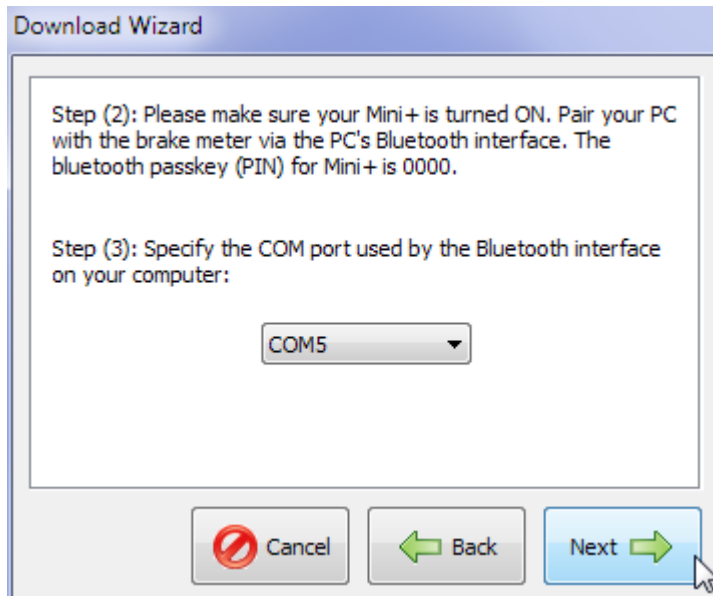 Download Wizard
Step (2): Please make sure your Mini+ is turned ON. Pair your PC
with the brake meter via the PC's Bluetooth interface. The
bluetooth passkey (PIN) for Mini+ is 0000.
Step (3): Specify the COM port used by the Bluetooth interface
on your computer:
COM5
Cancel Back Next